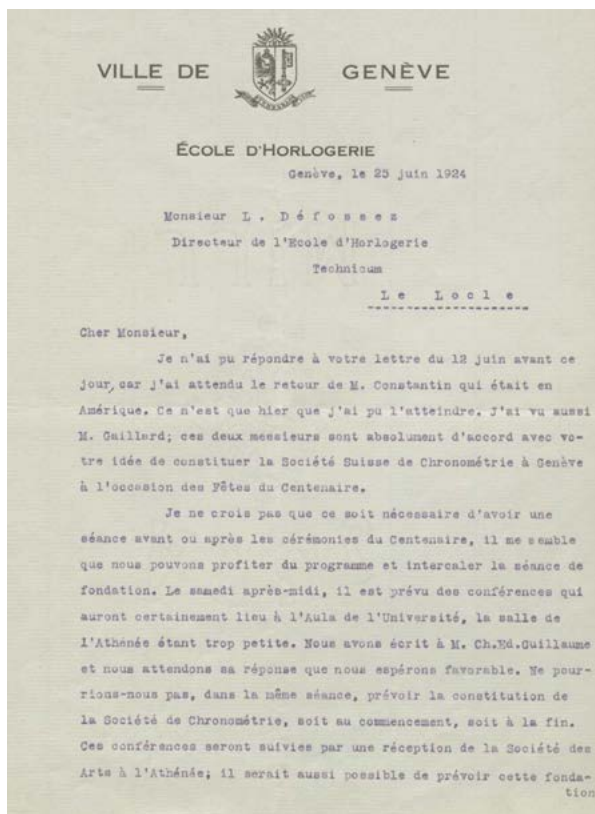 VILLE DE GENÈVE
ÉCOLE D'HORLOGERIE
Genève, le 25 juin 1924
Monsieur L. Défossez
Directeur de l'Ecole d'Horlogerie
Technicum
Le Locle
Cher Monsieur,
Je n'ai pu répondre à votre lettre du 12 juin avant ce
jour, car j'ai attendu le retour de M. Constantin qui était en
Amérique. Ce n'est que hier que j'ai pu l'atteindre. J'ai vu aussi
M. Gaillard; ces deux messieurs sont absolument d'accord avec vo-
tre idée de constituer la Société Suisse de Chronométrie à Genève
à l'occasion des Fêtes du Centenaire.
Je ne crois pas que ce soit nécessaire d'avoir une
séance avant ou après les cérémonies du Centenaire, il me semble
que nous pouvons profiter du programme et intercaler la séance de
fondation. Le samedi après-midi, il est prévu des conférences qui
auront certainement lieu à l'Aula de l'Université, la salle de
l'Athénée étant trop petite. Nous avons écrit à M. Ch.Ed.Guillaume
et nous attendons sa réponse que nous espérons favorable. Ne pour-
rions-nous pas, dans la même séance, prévoir la constitution de
la Société de Chronométrie, soit au commencement, soit à la fin.
Ces conférences seront suivies par une réception de la Société des
Arts à l'Athénée; il serait aussi possible de prévoir cette fonda-
tion